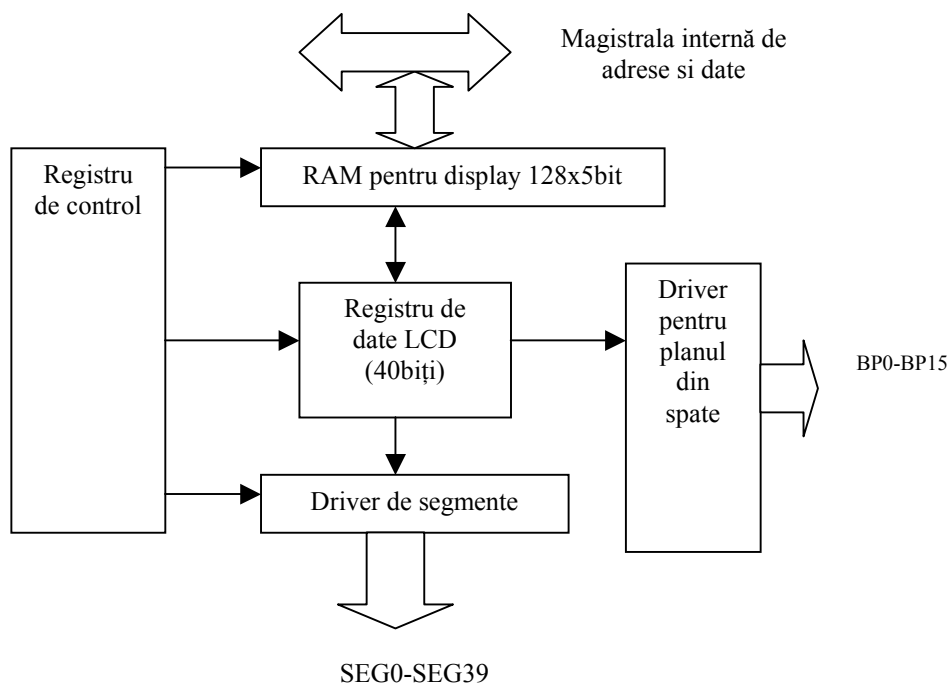 Magistrala internă de
adrese si date
Registru
de control
RAM pentru display 128x5bit
Registru de
date LCD
(40biți)
Driver
pentru
planul
din
spate
BP0-BP15
Driver de segmente
SEG0-SEG39